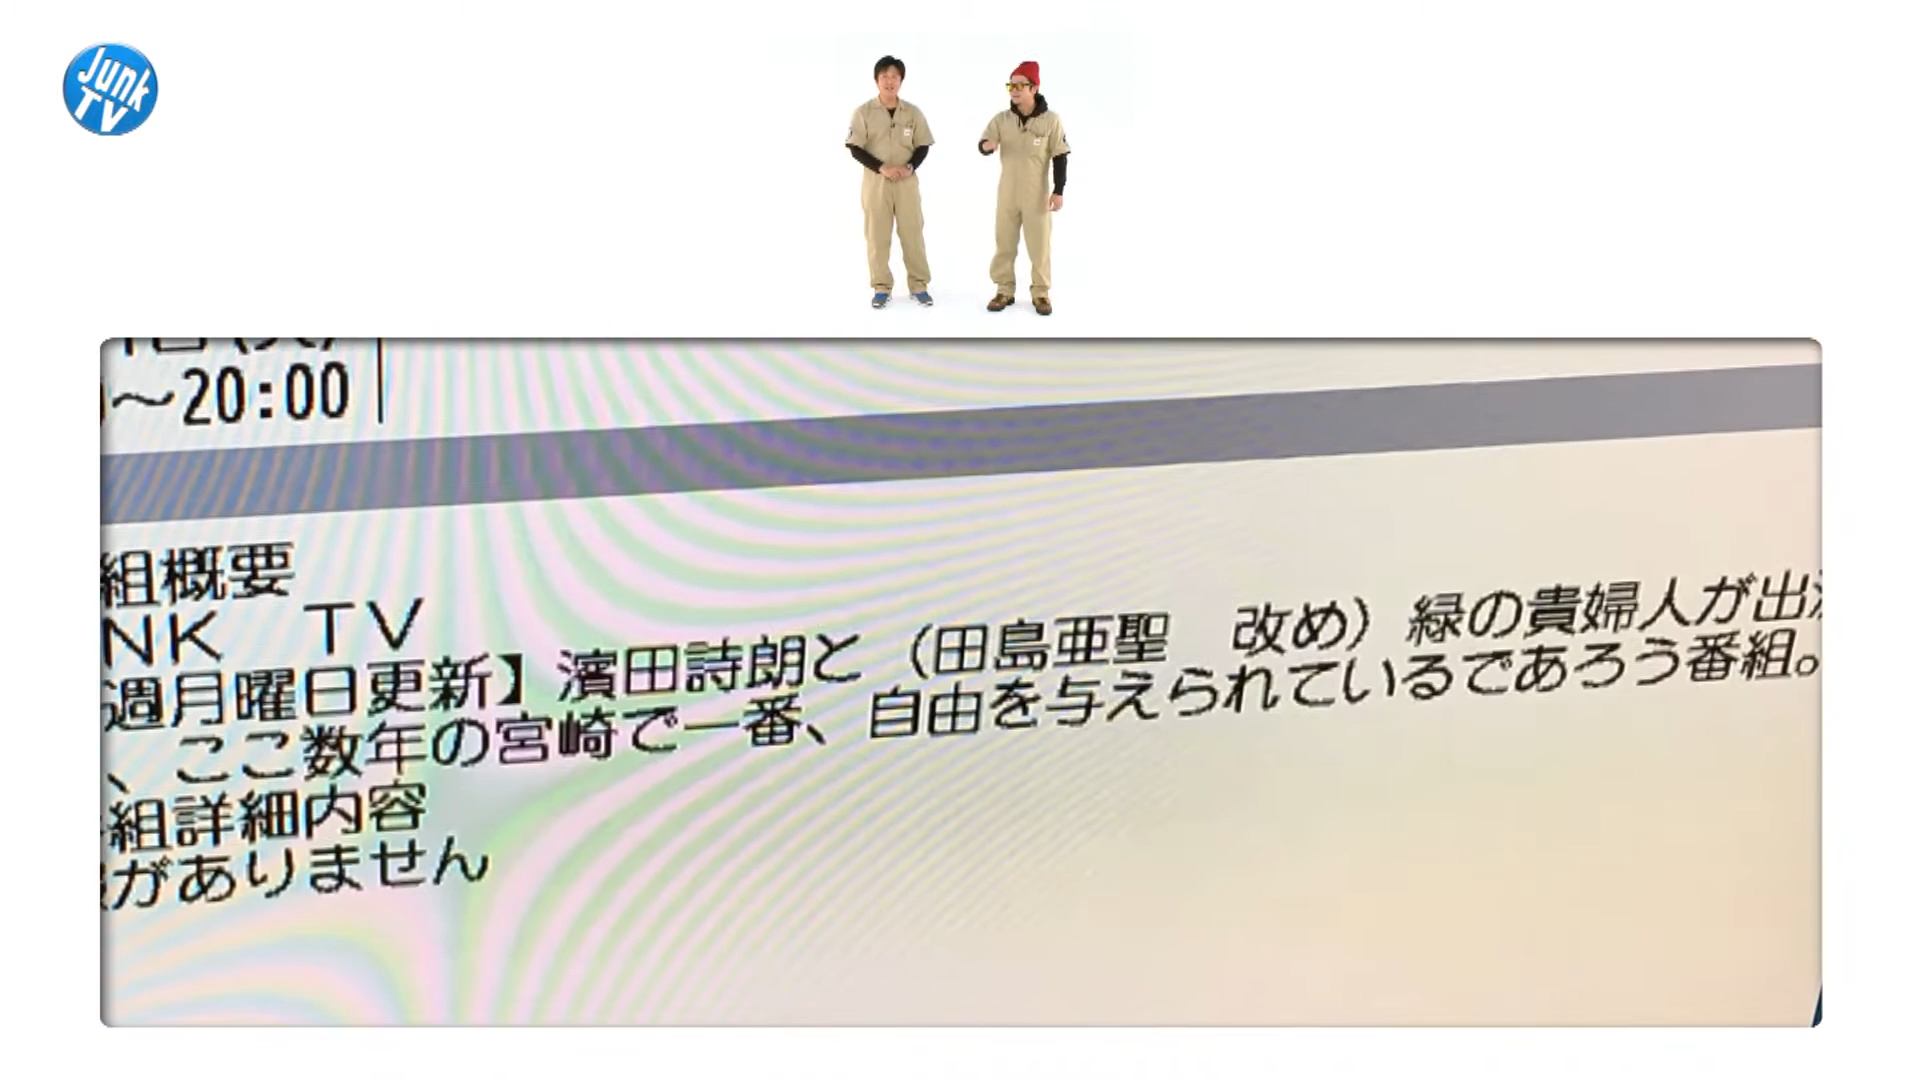 Junk
TV
～20:00
組概要
NK TV
週月曜日更新】濱田詩朗と（田島亜聖 改め）緑の貴婦人が出
、ここ数年の宮崎で一番、自由を与えられているであろう番組。
組詳細内容
がありません